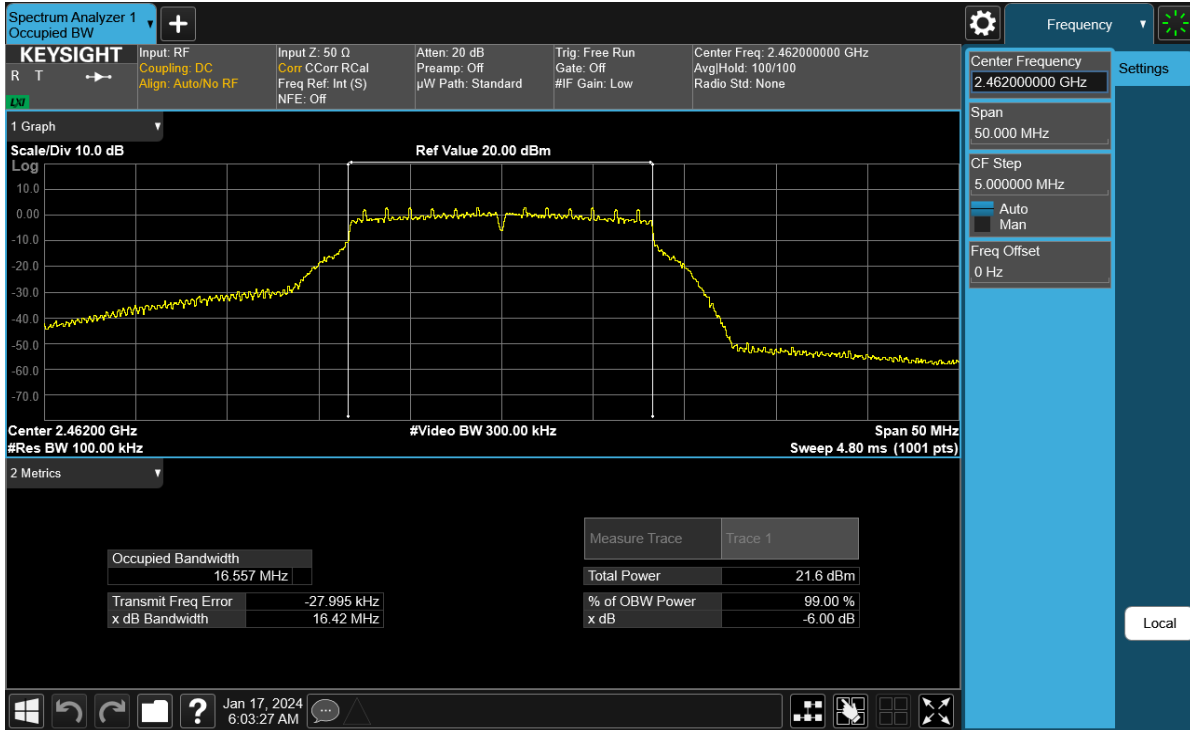 Spectrum Analyzer 1
Occupied BW
Frequency
KEYSIGHT
R T
LXI
Input: RF
Coupling: DC
Align: Auto/No RF
Input Z: 50 Ω
Corr CCorr RCal
Freq Ref: Int (S)
NFE: Off
Atten: 20 dB
Preamp: Off
µW Path: Standard
Trig: Free Run
Gate: Off
#IF Gain: Low
Center Freq: 2.462000000 GHz
Avg|Hold: 100/100
Radio Std: None
Center Frequency
2.462000000 GHz
Settings
Span
50.000 MHz
CF Step
5.000000 MHz
Auto
Man
Freq Offset
0 Hz
Local
1 Graph
Scale/Div 10.0 dB
Ref Value 20.00 dBm
Log
10.0
0.00
-10.0
-20.0
-30.0
-40.0
-50.0
-60.0
-70.0
Center 2.46200 GHz
#Video BW 300.00 kHz
Span 50 MHz
#Res BW 100.00 kHz
Sweep 4.80 ms (1001 pts)
2 Metrics
Measure Trace Trace 1
Occupied Bandwidth
16.557 MHz
Total Power 21.6 dBm
Transmit Freq Error -27.995 kHz
% of OBW Power 99.00 %
x dB Bandwidth 16.42 MHz
x dB -6.00 dB
Jan 17, 2024
6:03:27 AM